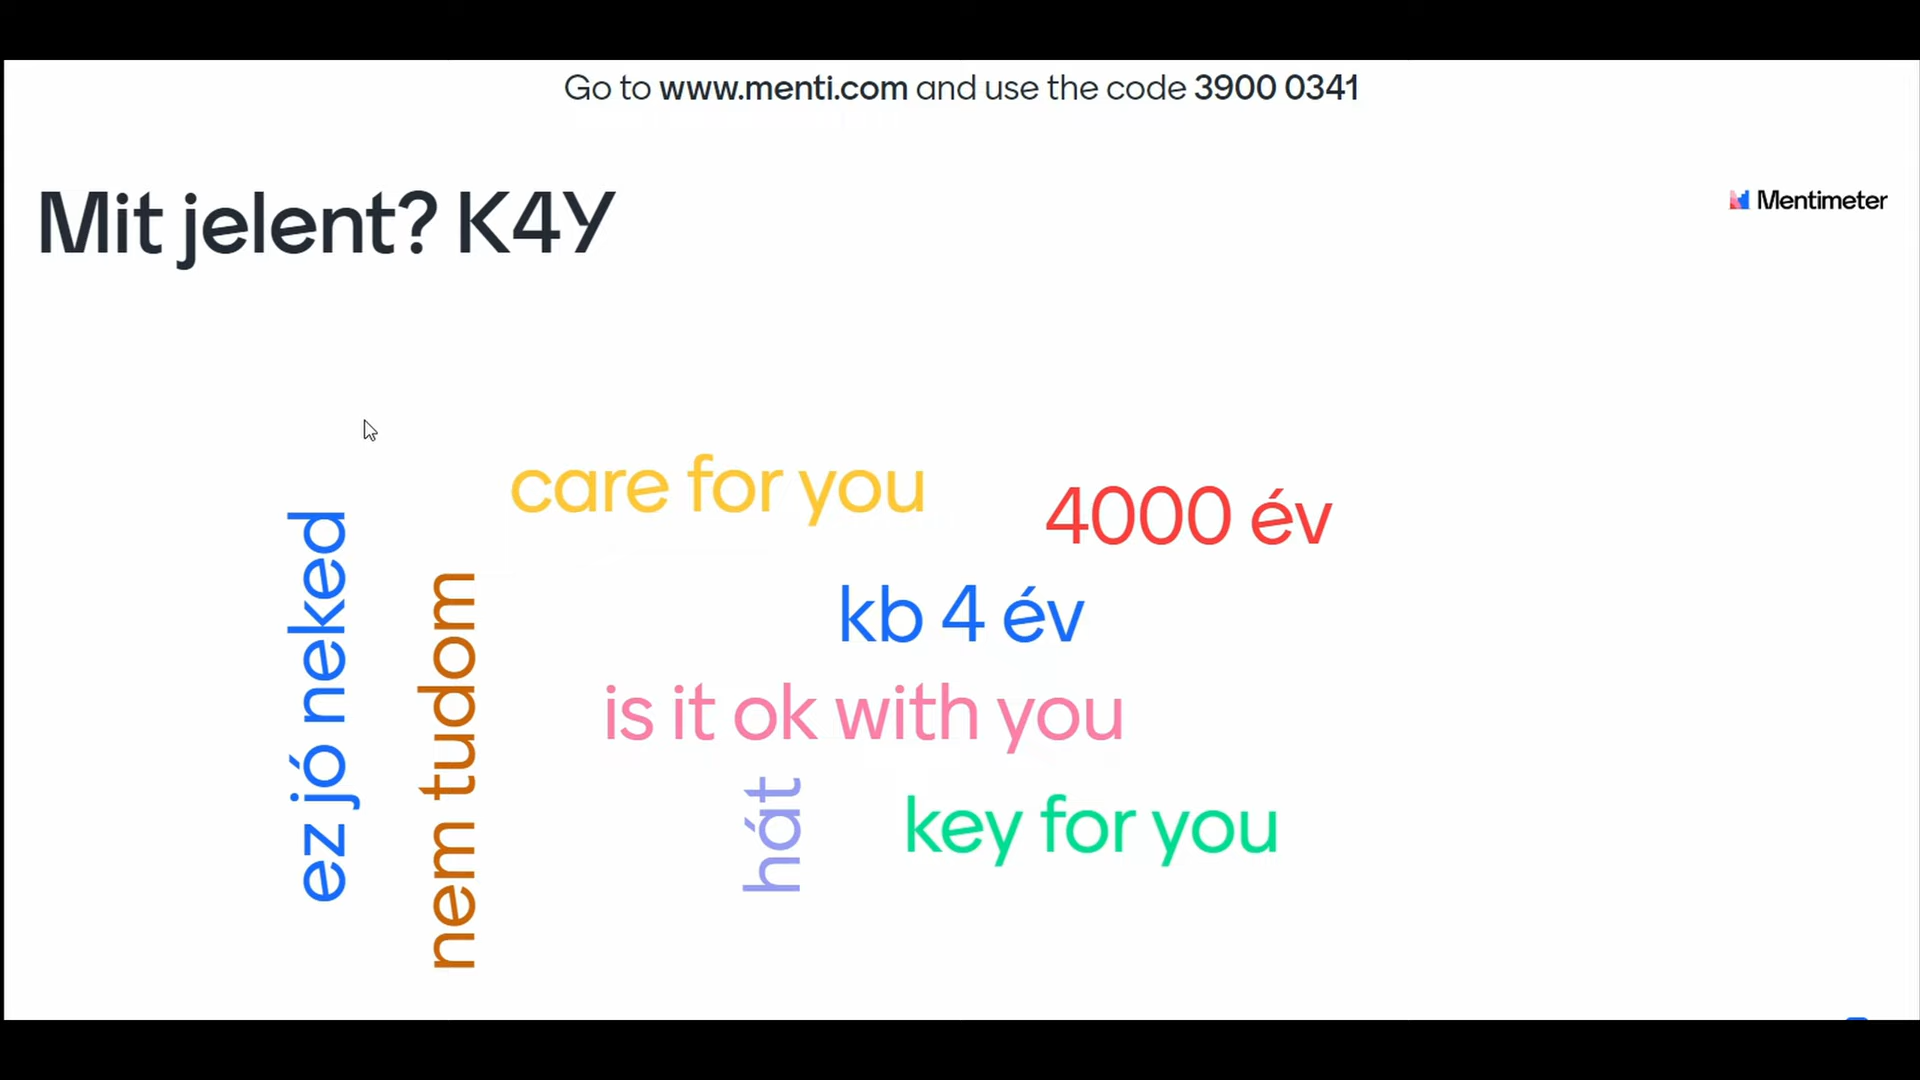 Go to www.menti.com and use the code 3900 0341
Mit jelent? K4Y
Mentimeter
care for you
4000 év
ez jó neked
nem tudom
kb 4 év
is it ok with you
hát
key for you